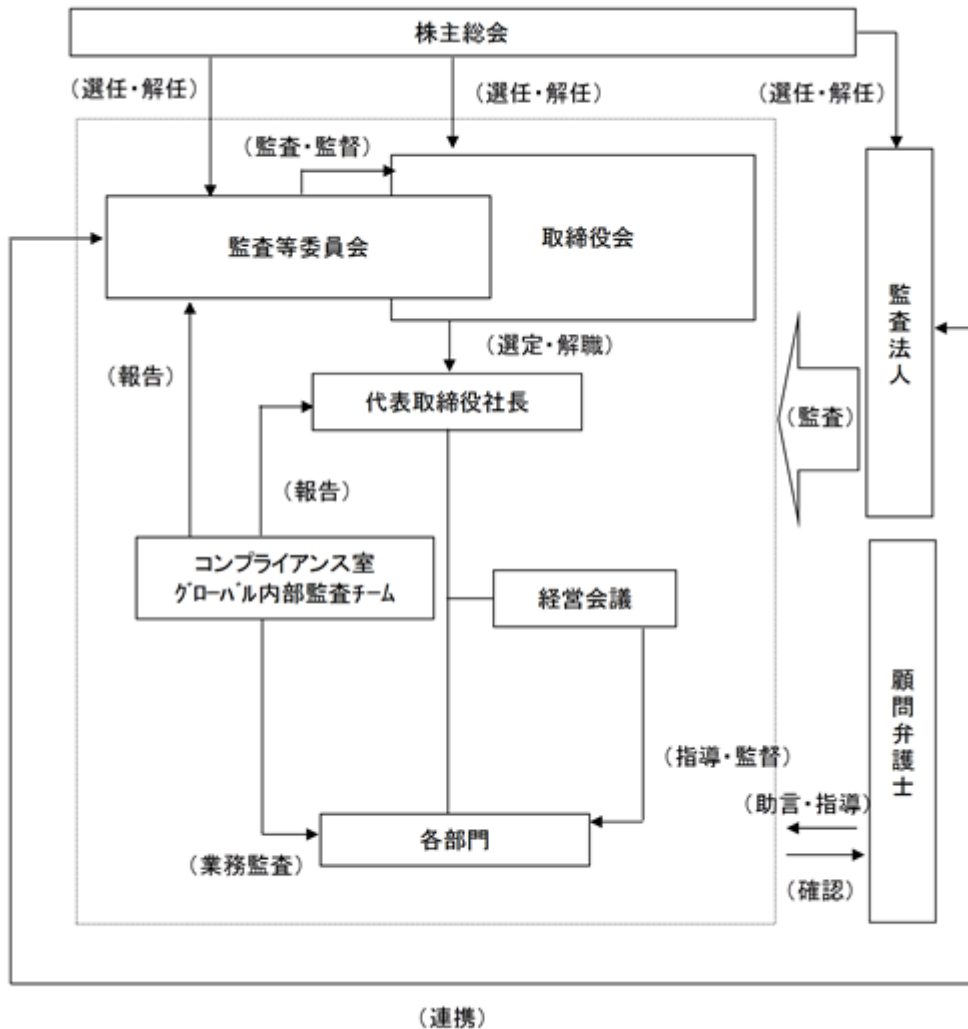 株主総会
（選任・解任）
（選任・解任）
（選任・解任）
（監査・監督）
監査等委員会
取締役会
監査法人
（選定・解職）
（報告）
代表取締役社長
（監査）
（報告）
コンプライアンス室
ｸﾞﾛｰﾊﾞﾙ内部監査ﾁｰﾑ
経営会議
顧問弁護士
（指導・監督）
（助言・指導）
各部門
（業務監査）
（確認）
（連携）